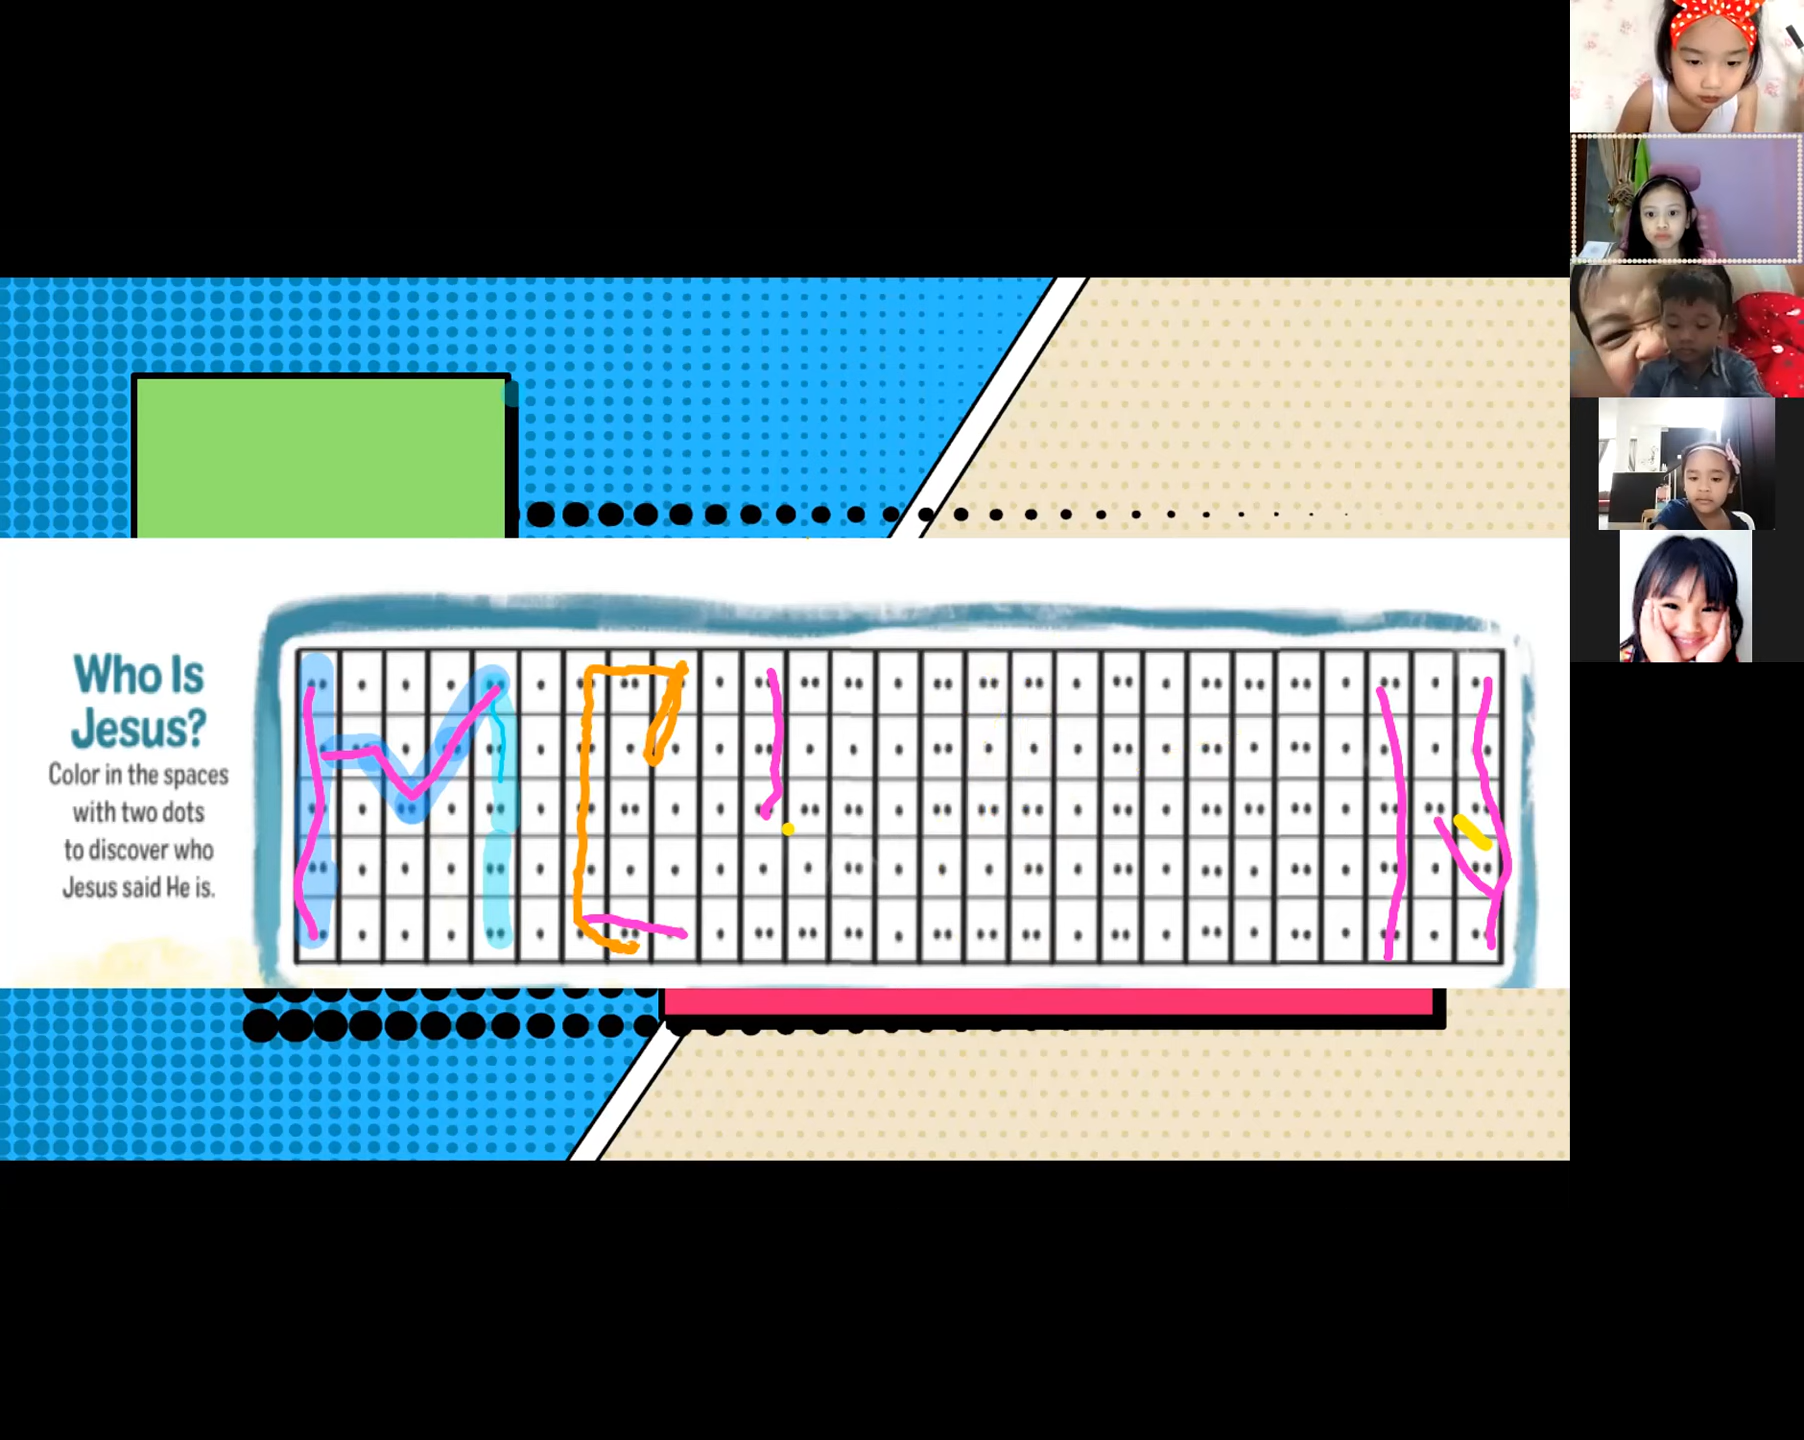 Who Is
Jesus?
Color in the spaces
with two dots
to discover who
Jesus said He is.